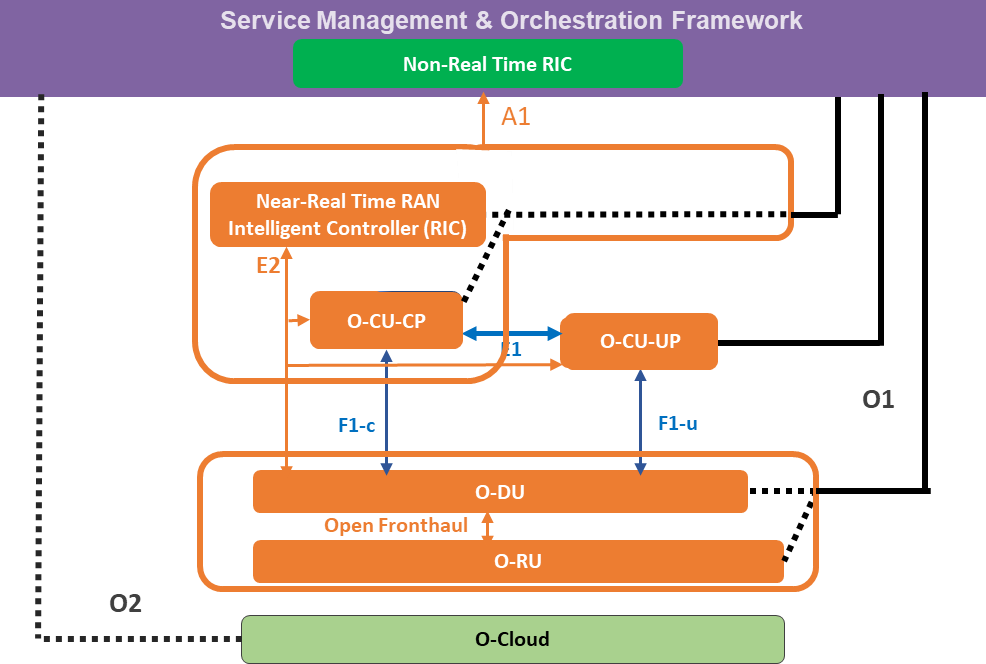 Service Management & Orchestration Framework
Non-Real Time RIC
A1
Near-Real Time RAN
Intelligent Controller (RIC)
E2
O-CU-CP
E1
O-CU-UP
O1
F1-c
F1-u
O-DU
Open Fronthaul
O-RU
O2
O-Cloud